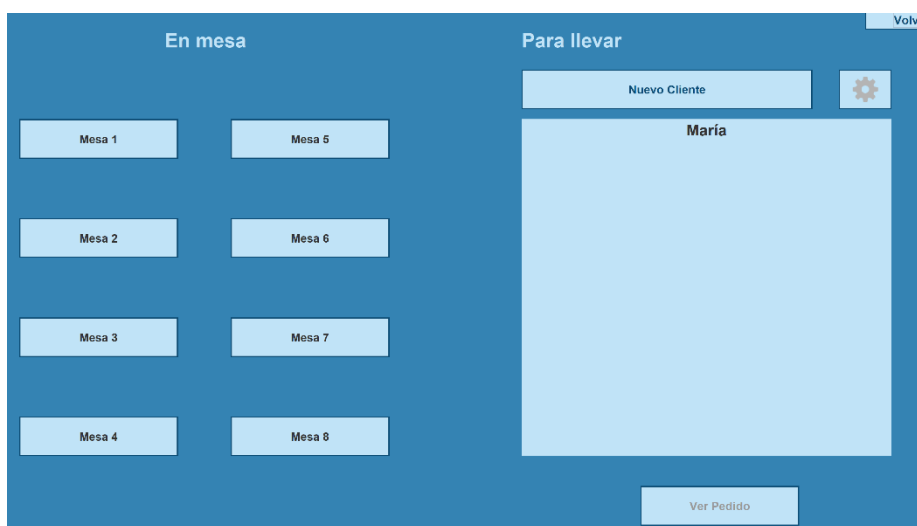 Volv
En mesa
Para llevar
Nuevo Cliente
María
Mesa 1
Mesa 5
Mesa 2
Mesa 6
Mesa 3
Mesa 7
Mesa 4
Mesa 8
Ver Pedido